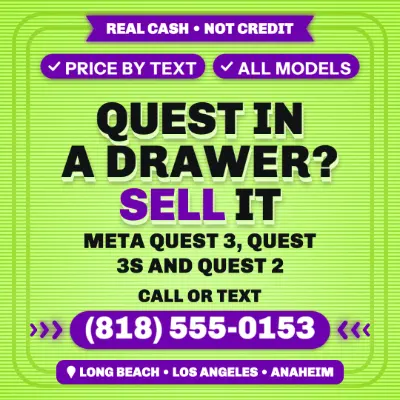 REAL CASH • NOT CREDIT
PRICE BY TEXT
ALL MODELS
QUEST IN
A DRAWER?
SELL IT
META QUEST 3, QUEST
3S AND QUEST 2
CALL OR TEXT
(818) 555-0153
LONG BEACH • LOS ANGELES • ANAHEIM